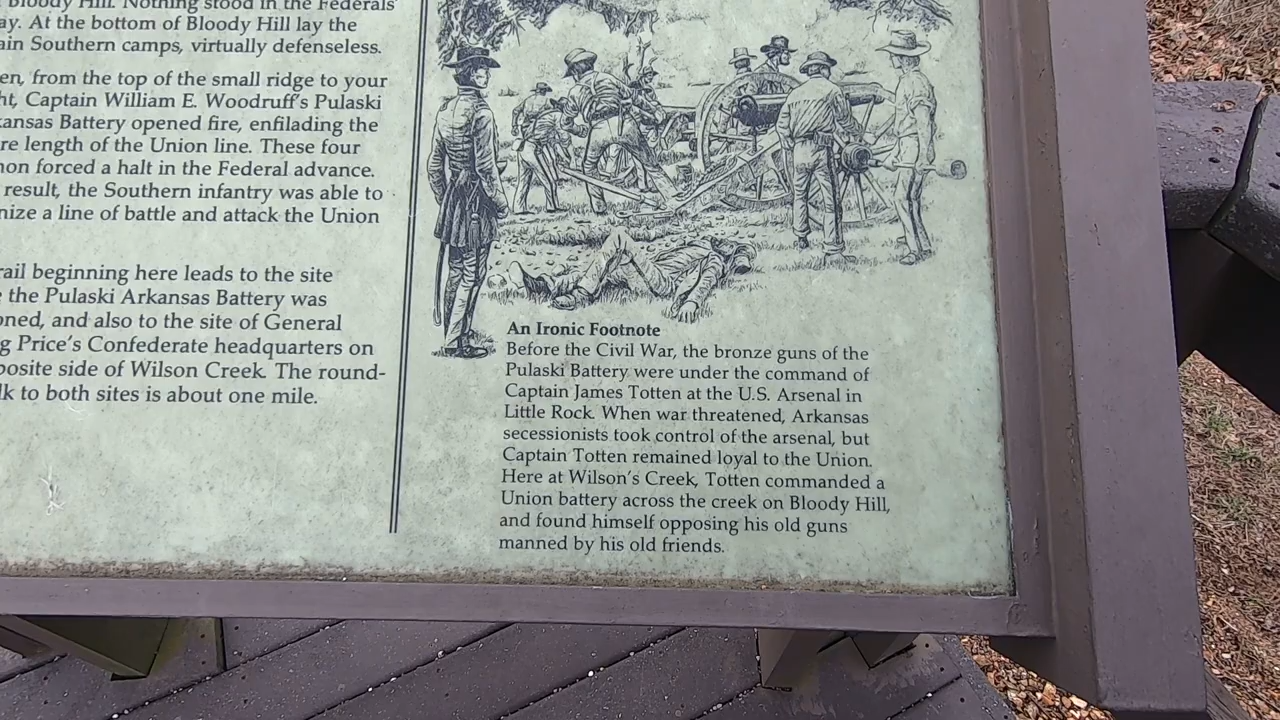 Bloody Hill. Nothing stood in the Federals'
ay. At the bottom of Bloody Hill lay the
ain Southern camps, virtually defenseless.
en, from the top of the small ridge to your
ht, Captain William E. Woodruff's Pulaski
kansas Battery opened fire, enfilading the
re length of the Union line. These four
non forced a halt in the Federal advance.
result, the Southern infantry was able to
nize a line of battle and attack the Union
rail beginning here leads to the site
the Pulaski Arkansas Battery was
oned, and also to the site of General
g Price's Confederate headquarters on
posite side of Wilson Creek. The round-
lk to both sites is about one mile.
An Ironic Footnote
Before the Civil War, the bronze guns of the
Pulaski Battery were under the command of
Captain James Totten at the U.S. Arsenal in
Little Rock. When war threatened, Arkansas
secessionists took control of the arsenal, but
Captain Totten remained loyal to the Union.
Here at Wilson's Creek, Totten commanded a
Union battery across the creek on Bloody Hill,
and found himself opposing his old guns
manned by his old friends.